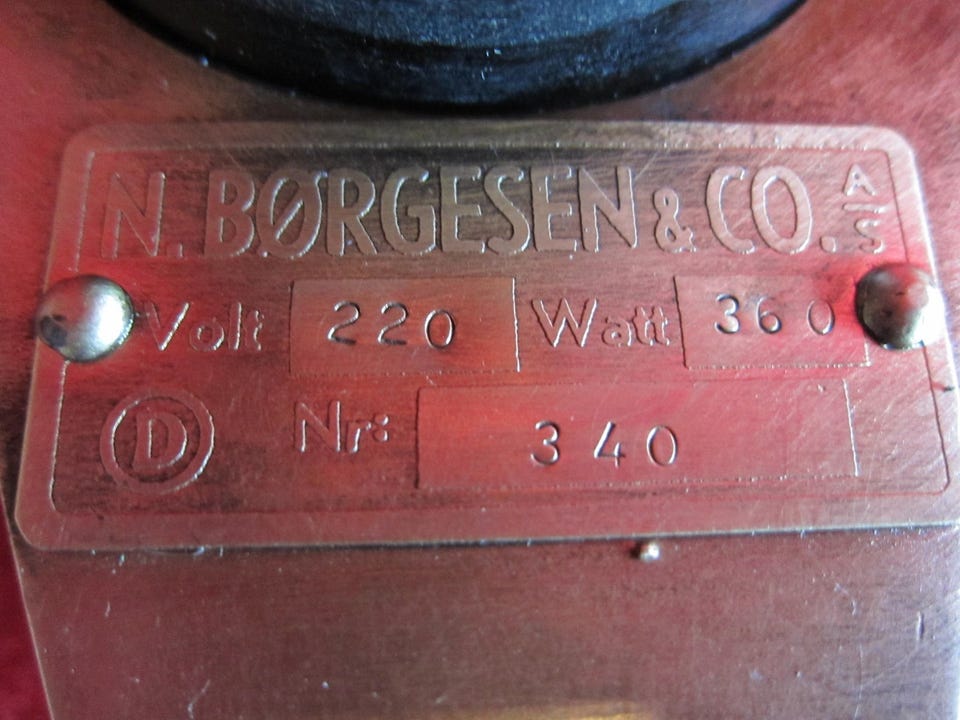 N. BØRGESEN & CO. A/S
Volt 220 Watt 360
D Nr: 340